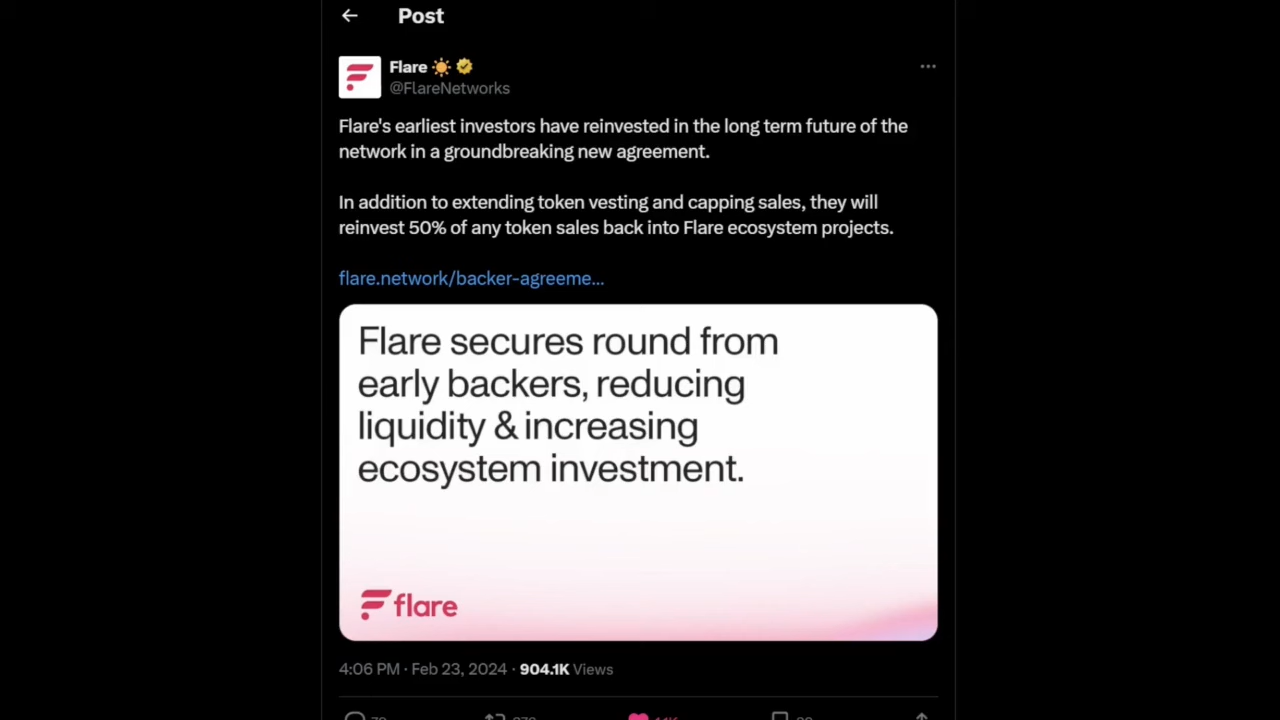 Post
Flare
@FlareNetworks
Flare's earliest investors have reinvested in the long term future of the
network in a groundbreaking new agreement.
In addition to extending token vesting and capping sales, they will
reinvest 50% of any token sales back into Flare ecosystem projects.
flare.network/backer-agreeme...
Flare secures round from
early backers, reducing
liquidity & increasing
ecosystem investment.
flare
4:06 PM · Feb 23, 2024 · 904.1K Views